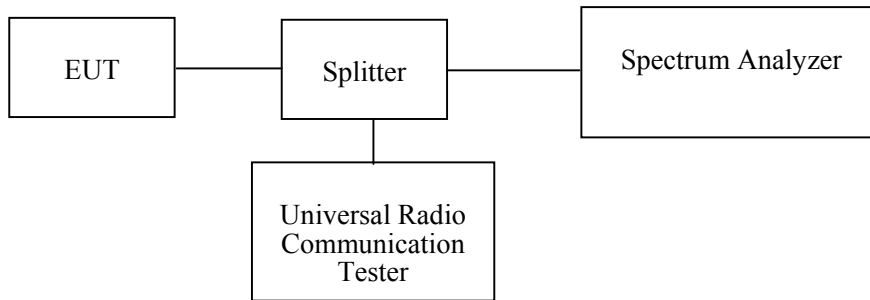 EUT
Splitter
Spectrum Analyzer
Universal Radio
Communication
Tester